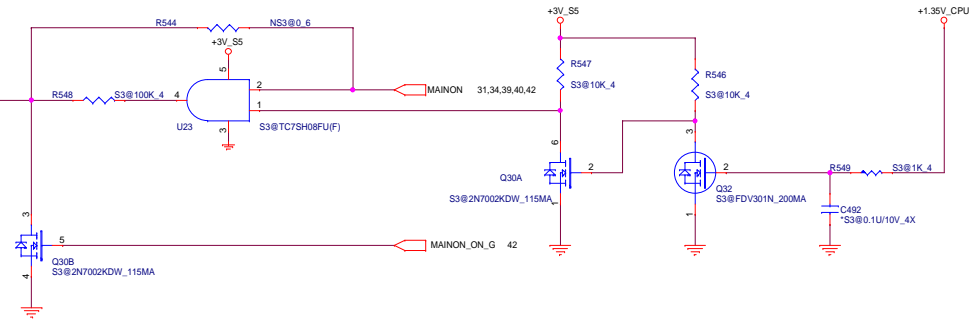 +3V_S5
+1.35V_CPU
R544
NS3@0_6
+3V_S5
R547
S3@10K_4
R546
S3@10K_4
5
2
MAINON 31,34,39,40,42
R548
S3@100K_4
4
1
U23
3
S3@TC7SH08FU(F)
6
3
2
2
R549
S3@1K_4
Q30A
S3@2N7002KDW_115MA
1
Q32
S3@FDV301N_200MA
1
C492
*S3@0.1U/10V_4X
3
5
MAINON_ON_G 42
Q30B
S3@2N7002KDW_115MA
4